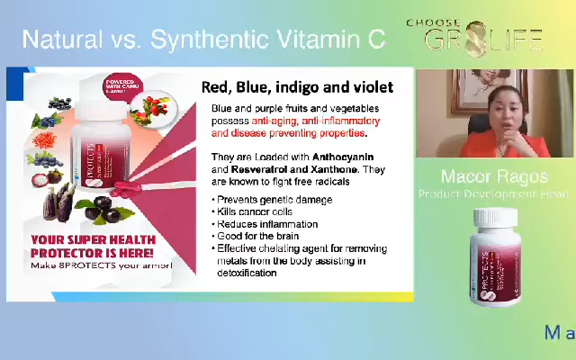 Natural vs. Synthentic Vitamin C
CHOOSE
GR8LIFE
POWERED
WITH CAMU
Red, Blue, indigo and violet
Blue and purple fruits and vegetables
possess anti-aging, anti-inflammatory
and disease preventing properties.
They are Loaded with Anthocyanin
and Resveratrol and Xanthone. They
are known to fight free radicals
• Prevents genetic damage
• Kills cancer cells
• Reduces inflammation
• Good for the brain
• Effective chelating agent for removing
metals from the body assisting in
detoxification
PROTECTS
YOUR SUPER HEALTH
PROTECTOR IS HERE!
Make 8PROTECTS your armor!
Macor Ragos
Product Development Head
PROTECTS
Ma